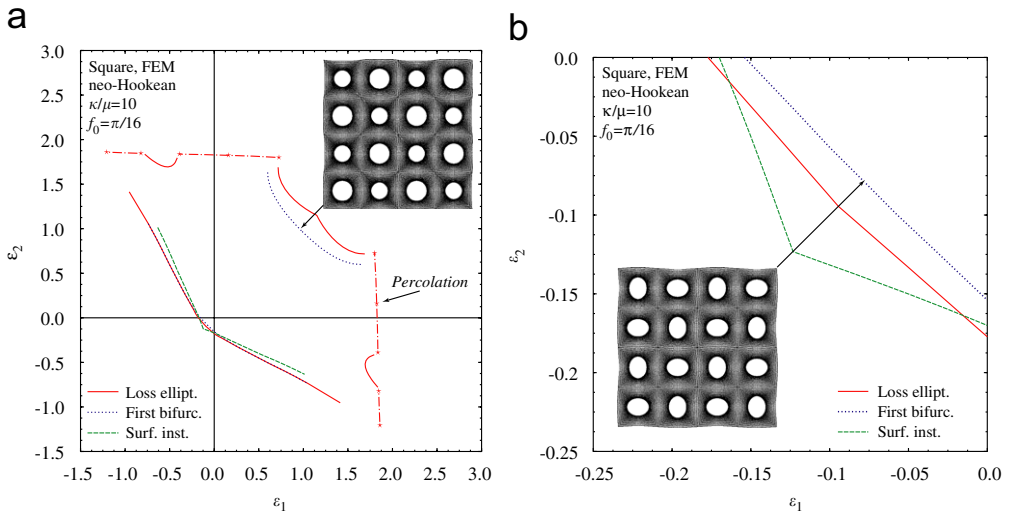 a
3.0
2.5
2.0
1.5
1.0
0.5
0.0
-0.5
-1.0
-1.5
ε2
Square, FEM
neo-Hookean
κ/μ=10
f0=π/16
Percolation
Loss ellipt.
First bifurc.
Surf. inst.
-1.5 -1.0 -0.5 0.0 0.5 1.0 1.5 2.0 2.5 3.0
ε1
b
-0.0
-0.05
-0.1
-0.15
-0.2
-0.25
ε2
Square, FEM
neo-Hookean
κ/μ=10
f0=π/16
Loss ellipt.
First bifurc.
Surf. inst.
-0.25 -0.2 -0.15 -0.1 -0.05 0.0
ε1